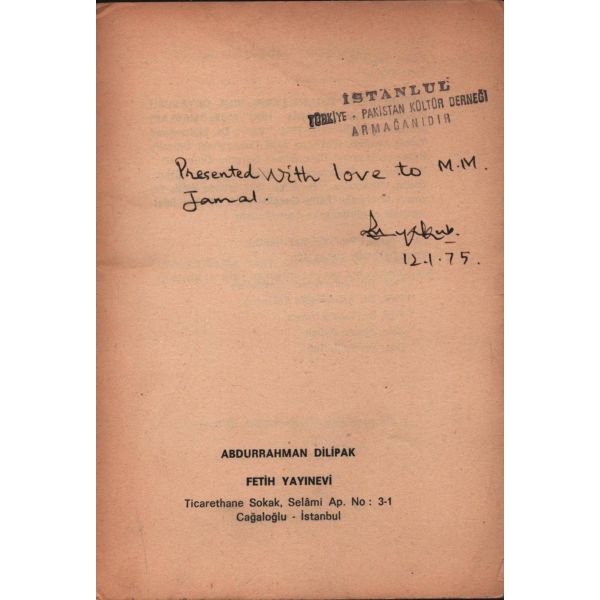 İSTANLUL
TÜRKİYE - PAKİSTAN KÜLTÜR DERNEĞİ
ARMAĞANIDIR
Presented with love to M.M.
Jamal.
12.1.75.
ABDURRAHMAN DİLİPAK
FETİH YAYINEVİ
Ticarethane Sokak, Selâmi Ap. No : 3-1
Cağaloğlu - İstanbul